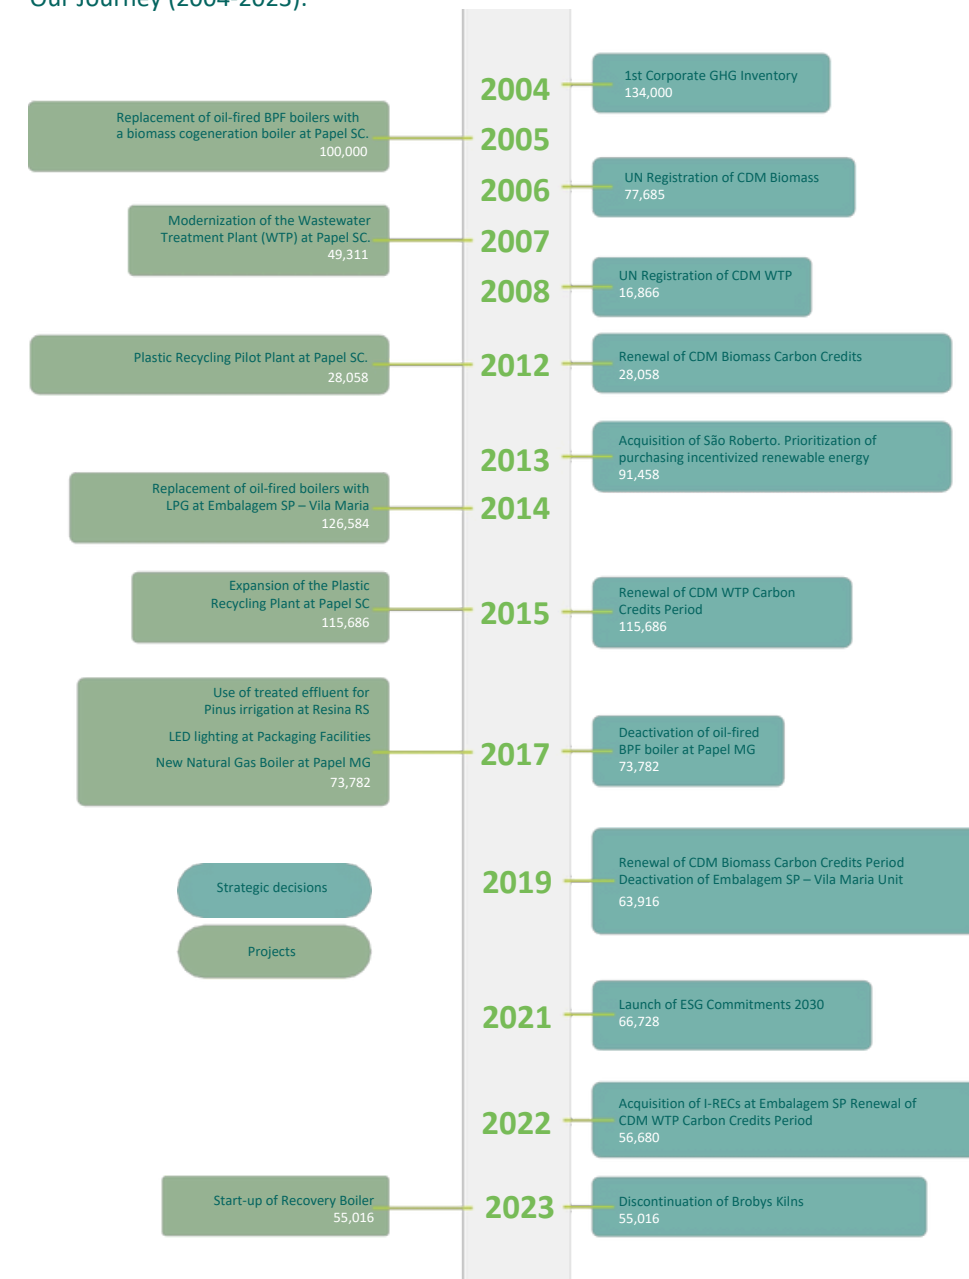 Our Journey (2004-2023):
2004
1st Corporate GHG Inventory
134,000
Replacement of oil-fired BPF boilers with
a biomass cogeneration boiler at Papel SC.
100,000
2005
2006
UN Registration of CDM Biomass
77,685
Modernization of the Wastewater
Treatment Plant (WTP) at Papel SC.
49,311
2007
2008
UN Registration of CDM WTP
16,866
Plastic Recycling Pilot Plant at Papel SC.
28,058
2012
Renewal of CDM Biomass Carbon Credits
28,058
2013
Acquisition of São Roberto. Prioritization of
purchasing incentivized renewable energy
91,458
Replacement of oil-fired boilers with
LPG at Embalagem SP – Vila Maria
126,584
2014
Expansion of the Plastic
Recycling Plant at Papel SC
115,686
2015
Renewal of CDM WTP Carbon
Credits Period
115,686
Use of treated effluent for
Pinus irrigation at Resina RS
LED lighting at Packaging Facilities
New Natural Gas Boiler at Papel MG
73,782
2017
Deactivation of oil-fired
BPF boiler at Papel MG
73,782
2019
Renewal of CDM Biomass Carbon Credits Period
Deactivation of Embalagem SP – Vila Maria Unit
63,916
Strategic decisions
Projects
2021
Launch of ESG Commitments 2030
66,728
2022
Acquisition of I-RECs at Embalagem SP Renewal of
CDM WTP Carbon Credits Period
56,680
Start-up of Recovery Boiler
55,016
2023
Discontinuation of Brobys Kilns
55,016